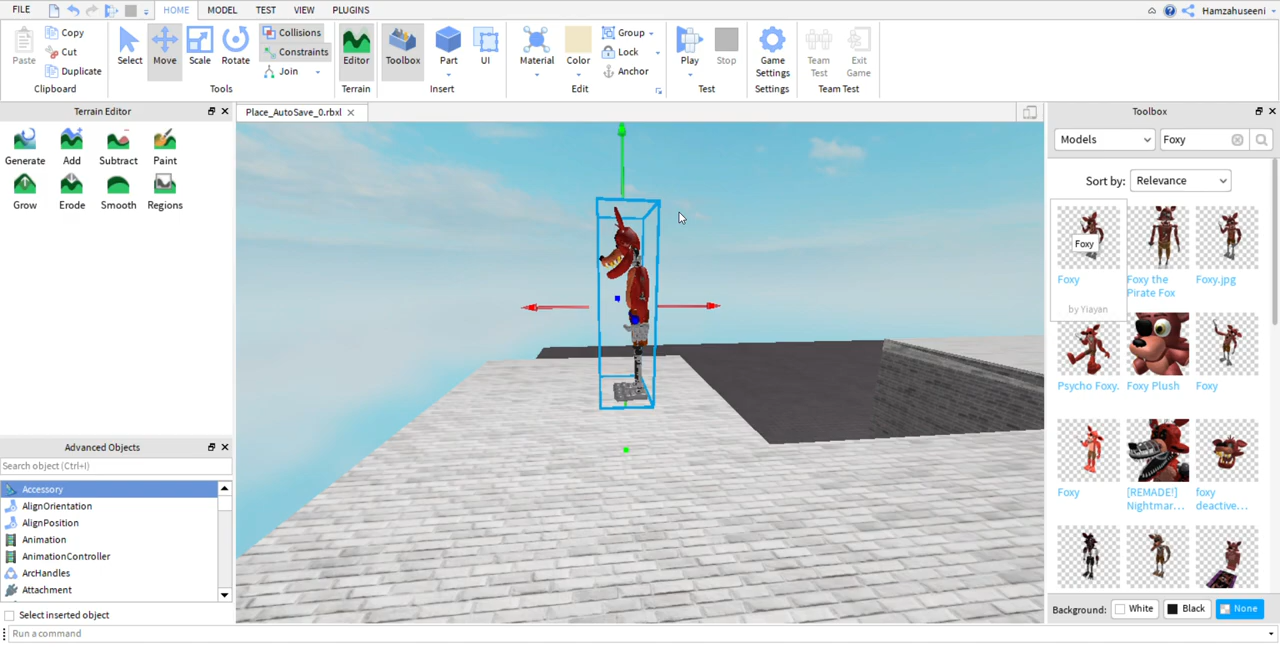 FILE HOME MODEL TEST VIEW PLUGINS Hamzahuseeni
Paste Copy Cut Duplicate Clipboard
Select Move Scale Rotate Collisions Constraints Join Tools
Editor Terrain
Toolbox Part UI Insert
Material Color Group Lock Anchor Edit
Play Stop Test
Game Settings Settings
Team Test Exit Game Team Test
Terrain Editor
Generate Add Subtract Paint
Grow Erode Smooth Regions
Place_AutoSave_0.rbxl
Advanced Objects
Search object (Ctrl+I)
Accessory
AlignOrientation
AlignPosition
Animation
AnimationController
ArcHandles
Attachment
Select inserted object
Run a command
Toolbox
Models Foxy
Sort by: Relevance
Foxy
Foxy
by Yiayan
Foxy the
Pirate Fox
Foxy.jpg
Psycho Foxy.
Foxy Plush
Foxy
Foxy
[REMADE!]
Nightmar...
foxy
deactive...
Background: White Black None